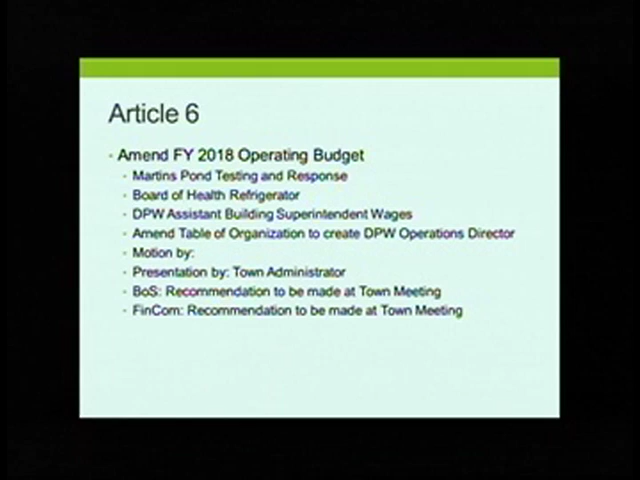 Article 6
Amend FY 2018 Operating Budget
Martins Pond Testing and Response
Board of Health Refrigerator
DPW Assistant Building Superintendent Wages
Amend Table of Organization to create DPW Operations Director
Motion by:
Presentation by: Town Administrator
BoS: Recommendation to be made at Town Meeting
FinCom: Recommendation to be made at Town Meeting